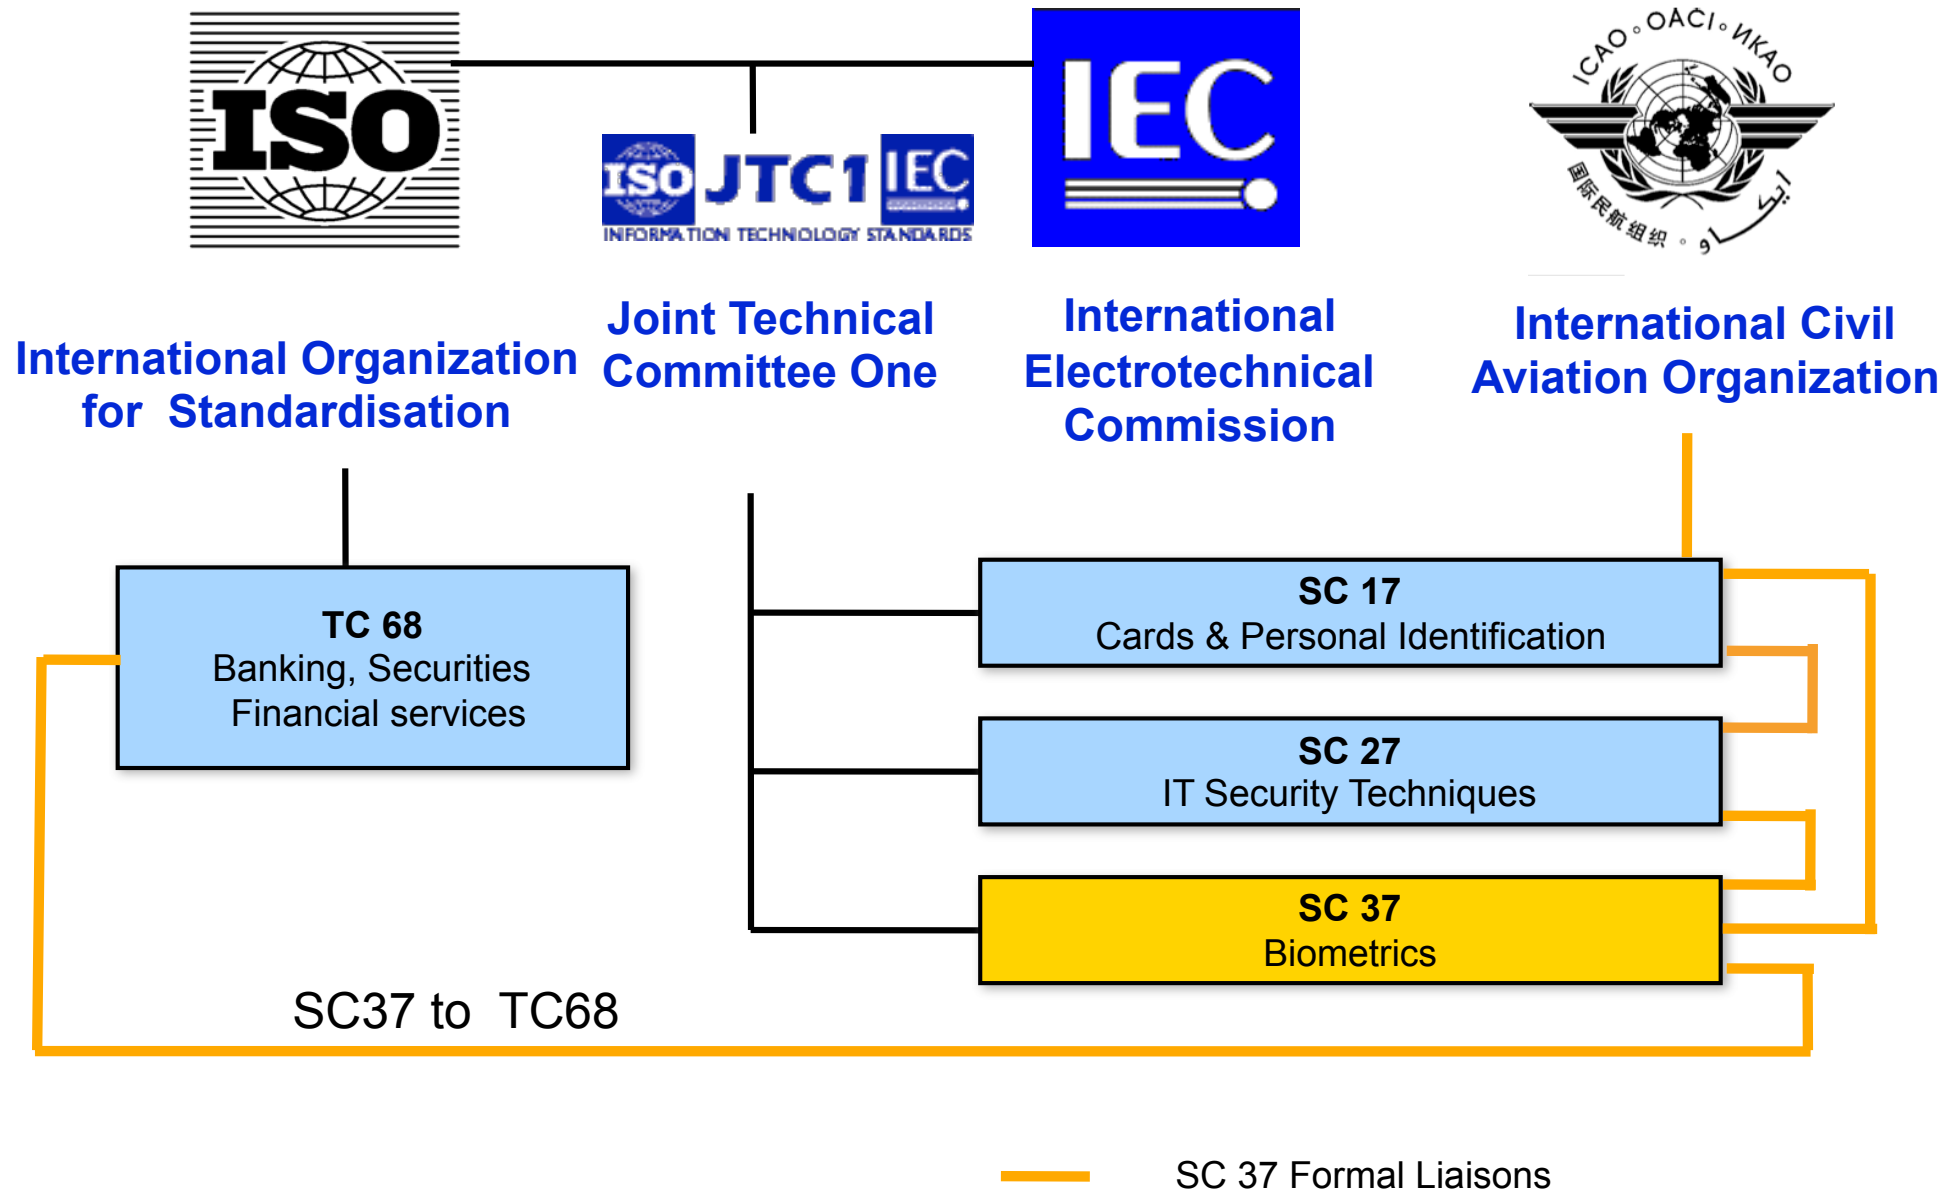 ISO
ISO JTC1 IEC
INFORMATION TECHNOLOGY STANDARDS
IEC
ICAO ◦ OACI ◦ ИКАО
国际民航组织 ◦ ايكاو
International Organization
for Standardisation
Joint Technical
Committee One
International
Electrotechnical
Commission
International Civil
Aviation Organization
TC 68
Banking, Securities
Financial services
SC 17
Cards & Personal Identification
SC 27
IT Security Techniques
SC 37
Biometrics
SC37 to TC68
SC 37 Formal Liaisons